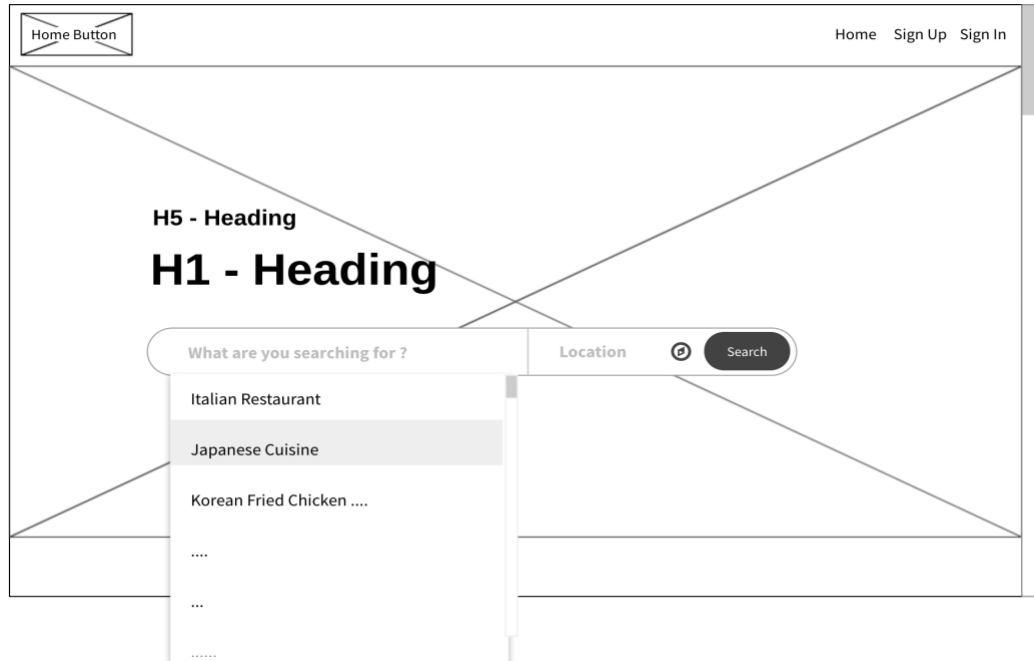 Home Button
Home Sign Up Sign In
H5 - Heading
H1 - Heading
What are you searching for ?
Location
Search
Italian Restaurant
Japanese Cuisine
Korean Fried Chicken ....
....
...
......